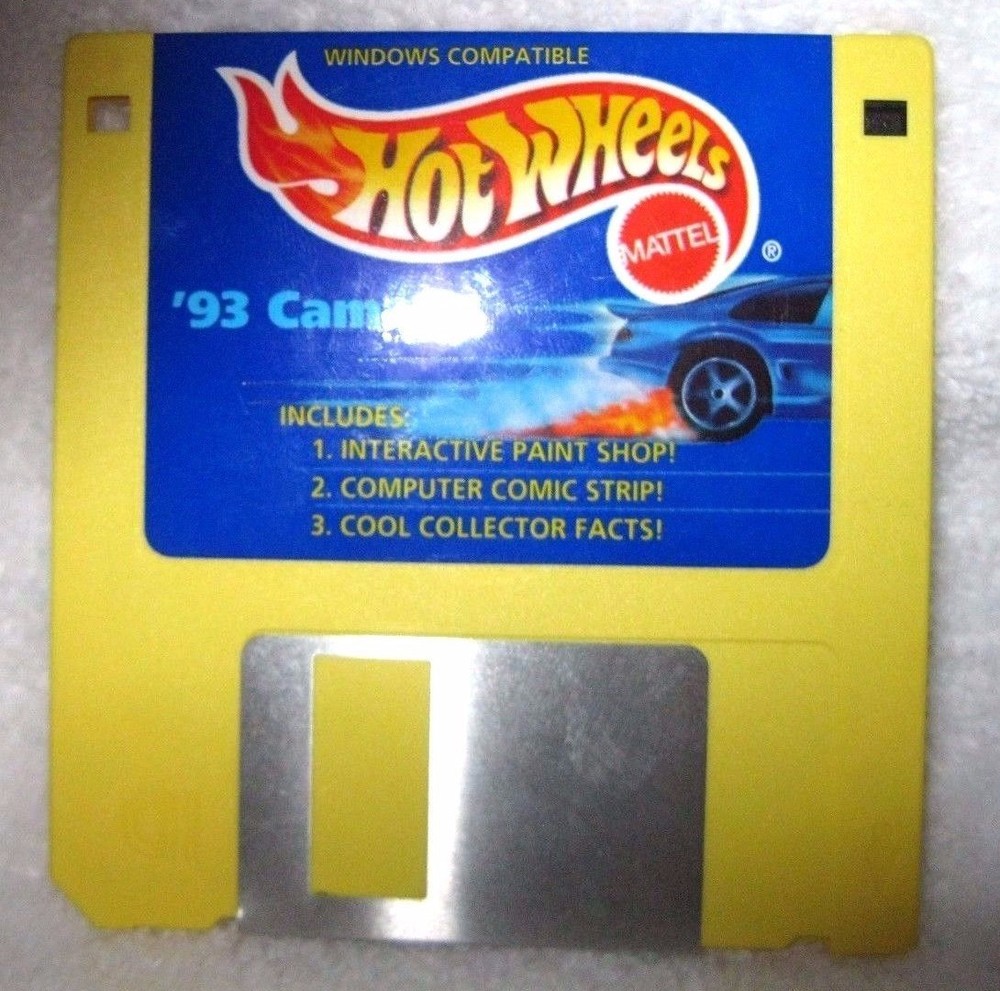 WINDOWS COMPATIBLE
HOT WHEELS
MATTEL
®
'93
INCLUDES:
1. INTERACTIVE PAINT SHOP!
2. COMPUTER COMIC STRIP!
3. COOL COLLECTOR FACTS!